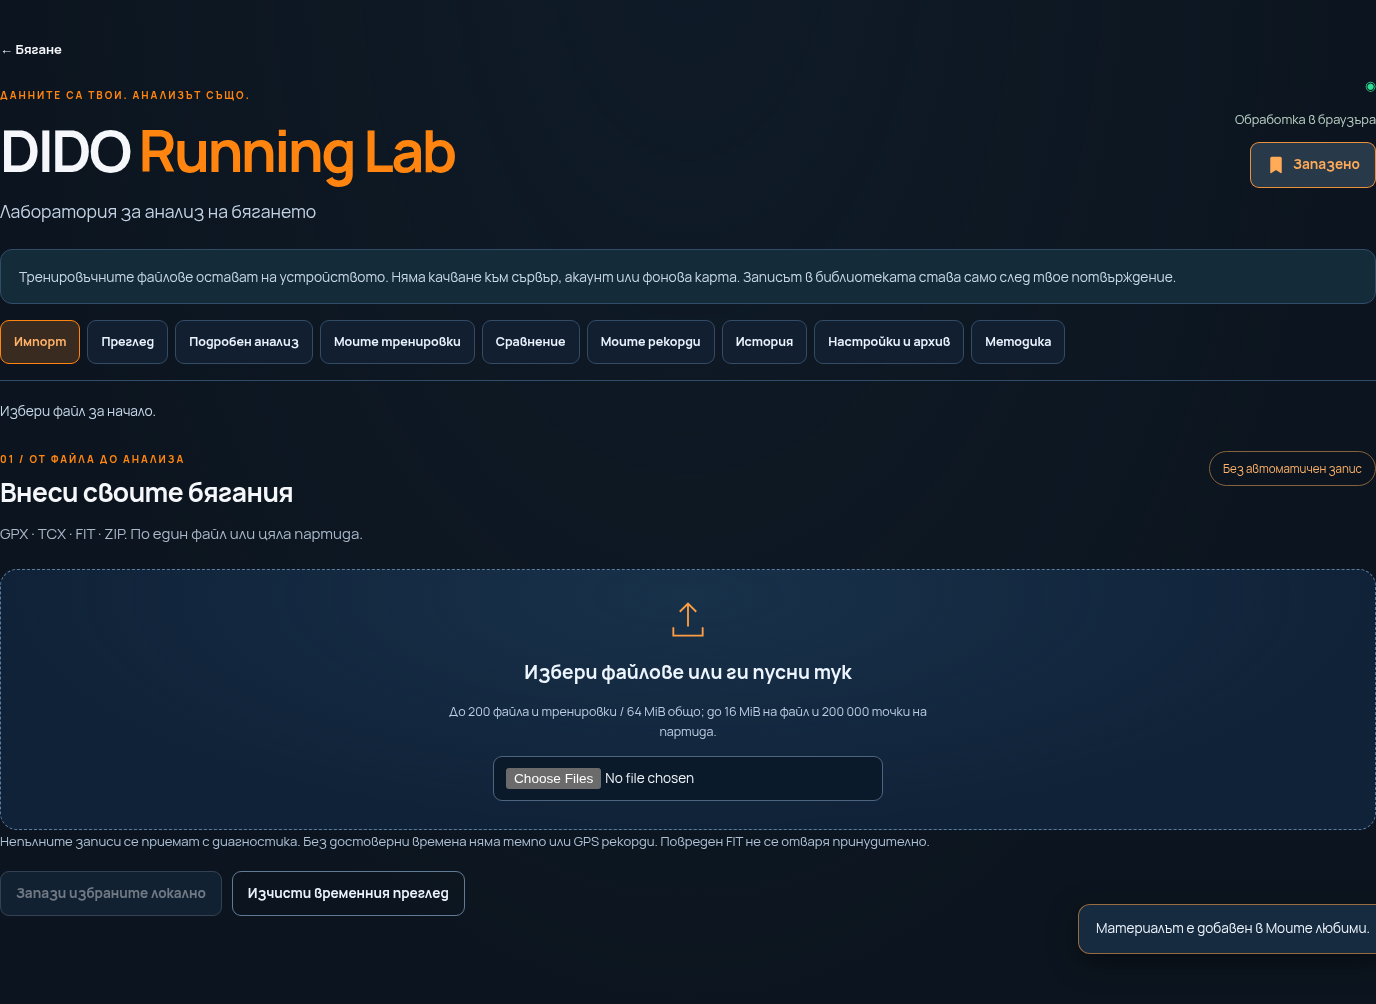 ← Бягане
ДАННИТЕ СА ТВОИ. АНАЛИЗЪТ СЪЩО.
DIDO Running Lab
Лаборатория за анализ на бягането
Обработка в браузъра
Запазено
Тренировъчните файлове остават на устройството. Няма качване към сървър, акаунт или фонова карта. Записът в библиотеката става само след твое потвърждение.
Импорт
Преглед
Подробен анализ
Моите тренировки
Сравнение
Моите рекорди
История
Настройки и архив
Методика
Избери файл за начало.
01 / ОТ ФАЙЛА ДО АНАЛИЗА
Внеси своите бягания
Без автоматичен запис
GPX · TCX · FIT · ZIP. По един файл или цяла партида.
Избери файлове или ги пусни тук
До 200 файла и тренировки / 64 MiB общо; до 16 MiB на файл и 200 000 точки на
партида.
Choose Files No file chosen
Непълните записи се приемат с диагностика. Без достоверни времена няма темпо или GPS рекорди. Повреден FIT не се отваря принудително.
Запази избраните локално
Изчисти временния преглед
Материалът е добавен в Моите любими.